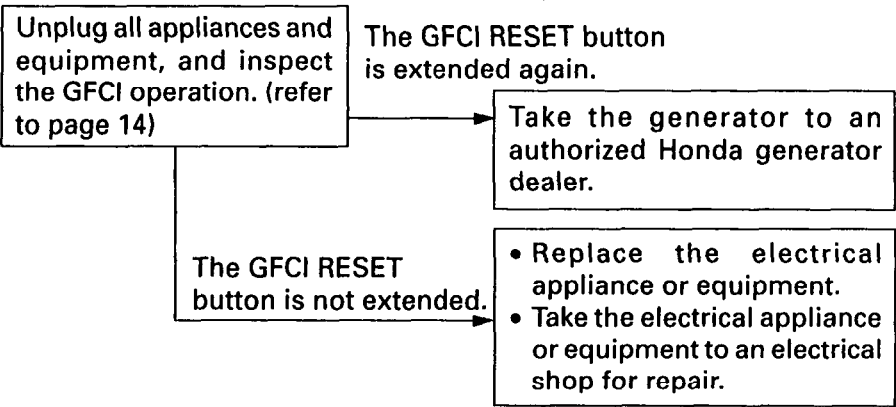 Unplug all appliances and
equipment, and inspect
the GFCI operation. (refer
to page 14)
The GFCI RESET button
is extended again.
Take the generator to an
authorized Honda generator
dealer.
The GFCI RESET
button is not extended.
• Replace the electrical
appliance or equipment.
• Take the electrical appliance
or equipment to an electrical
shop for repair.